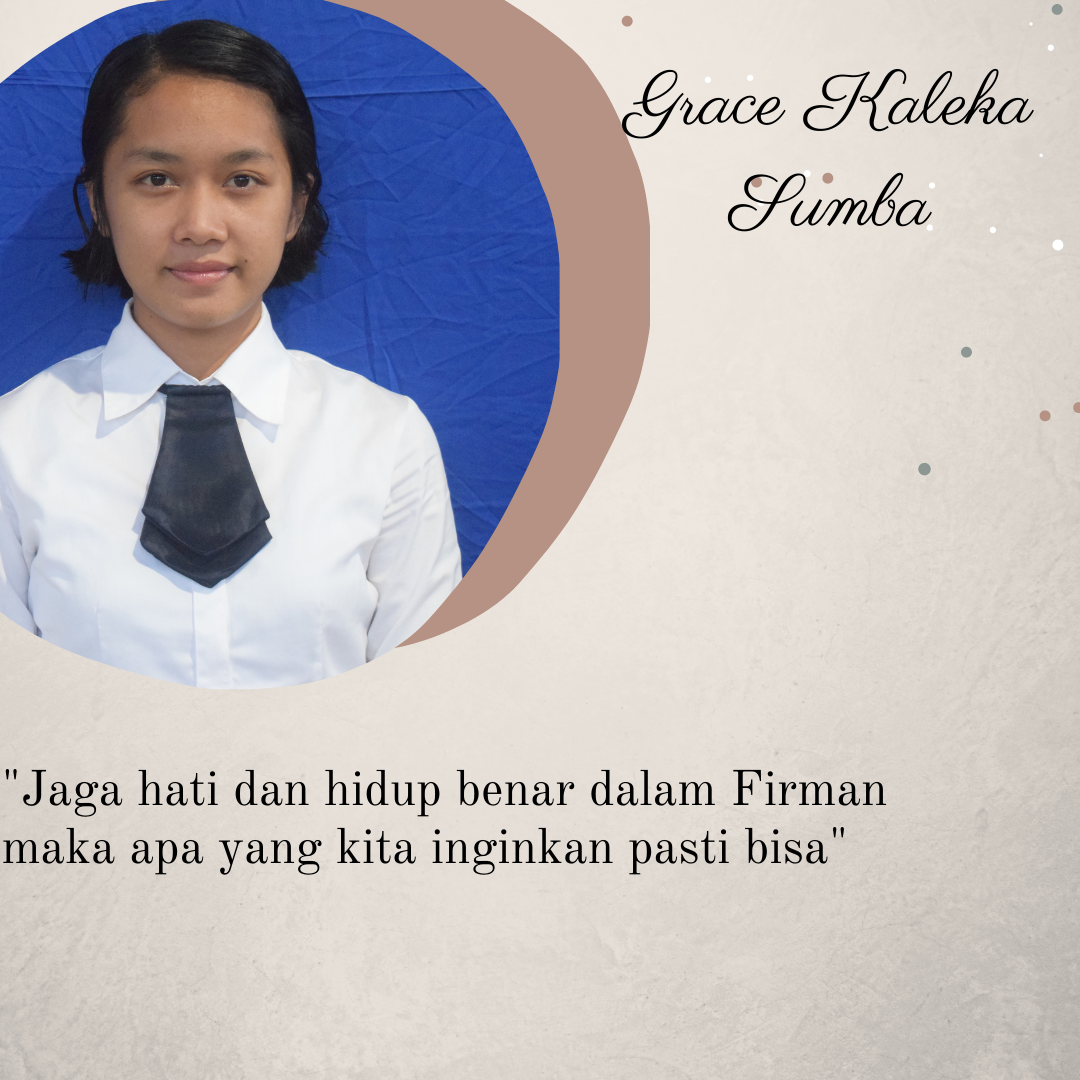 Grace Kaleka
Sumba
"Jaga hati dan hidup benar dalam Firman
maka apa yang kita inginkan pasti bisa"